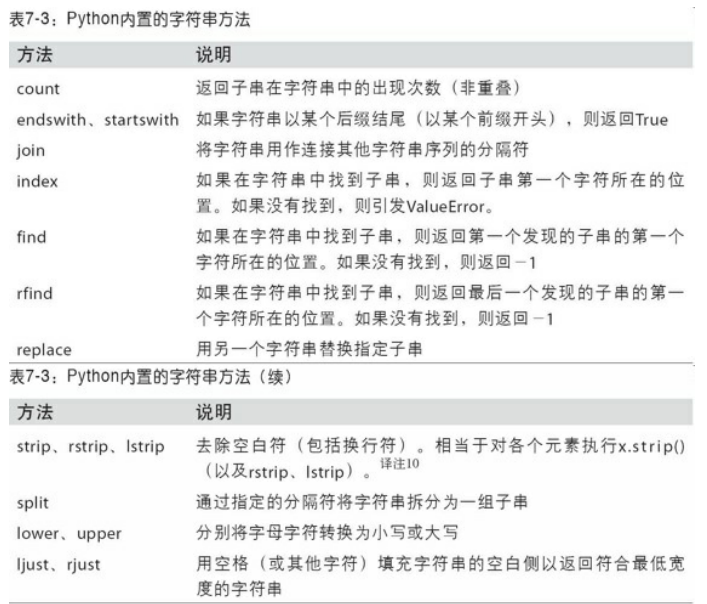 表7-3：Python内置的字符串方法
方法 说明
count 返回子串在字符串中的出现次数（非重叠）
endswith、startswith 如果字符串以某个后缀结尾（以某个前缀开头），则返回True
join 将字符串用作连接其他字符串序列的分隔符
index 如果在字符串中找到子串，则返回子串第一个字符所在的位
置。如果没有找到，则引发ValueError。
find 如果在字符串中找到子串，则返回第一个发现的子串的第一个
字符所在的位置。如果没有找到，则返回－1
rfind 如果在字符串中找到子串，则返回最后一个发现的子串的第一
个字符所在的位置。如果没有找到，则返回－1
replace 用另一个字符串替换指定子串
表7-3：Python内置的字符串方法（续）
方法 说明
strip、rstrip、lstrip 去除空白符（包括换行符）。相当于对各个元素执行x.strip()
（以及rstrip、lstrip）。译注10
split 通过指定的分隔符将字符串拆分为一组子串
lower、upper 分别将字母字符转换为小写或大写
ljust、rjust 用空格（或其他字符）填充字符串的空白侧以返回符合最低宽
度的字符串